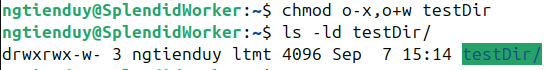 ngtienduy@SplendidWorker:~$ chmod o-x,o+w testDir
ngtienduy@SplendidWorker:~$ ls -ld testDir/
drwxrwx-w- 3 ngtienduy ltmt 4096 Sep  7 15:14 testDir/